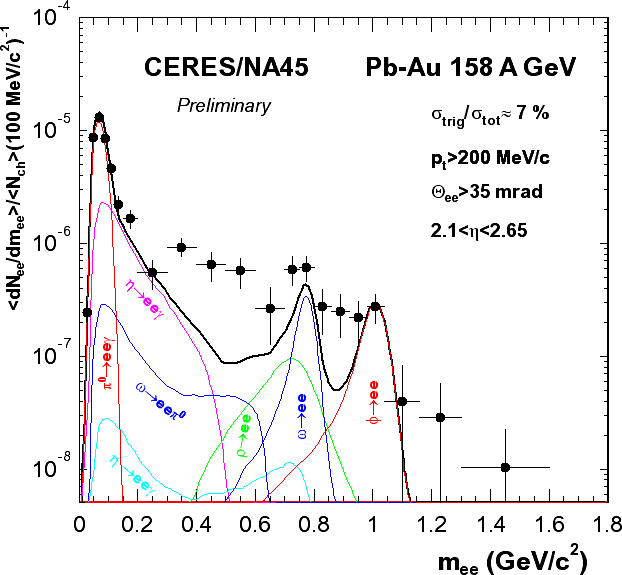 CERES/NA45 Pb-Au 158 A GeV
Preliminary
σtrig/σtot ≈ 7 %
pt>200 MeV/c
Θee>35 mrad
2.1<η<2.65
<dNee/dmee>/<Nch>(100 MeV/c²)⁻¹
10⁻⁴
10⁻⁵
10⁻⁶
10⁻⁷
10⁻⁸
π⁰→eeγ
η→eeγ
ω→eeπ⁰
η'→eeγ
ρ→ee
ω→ee
ϕ→ee
0 0.2 0.4 0.6 0.8 1 1.2 1.4 1.6 1.8
mee (GeV/c²)